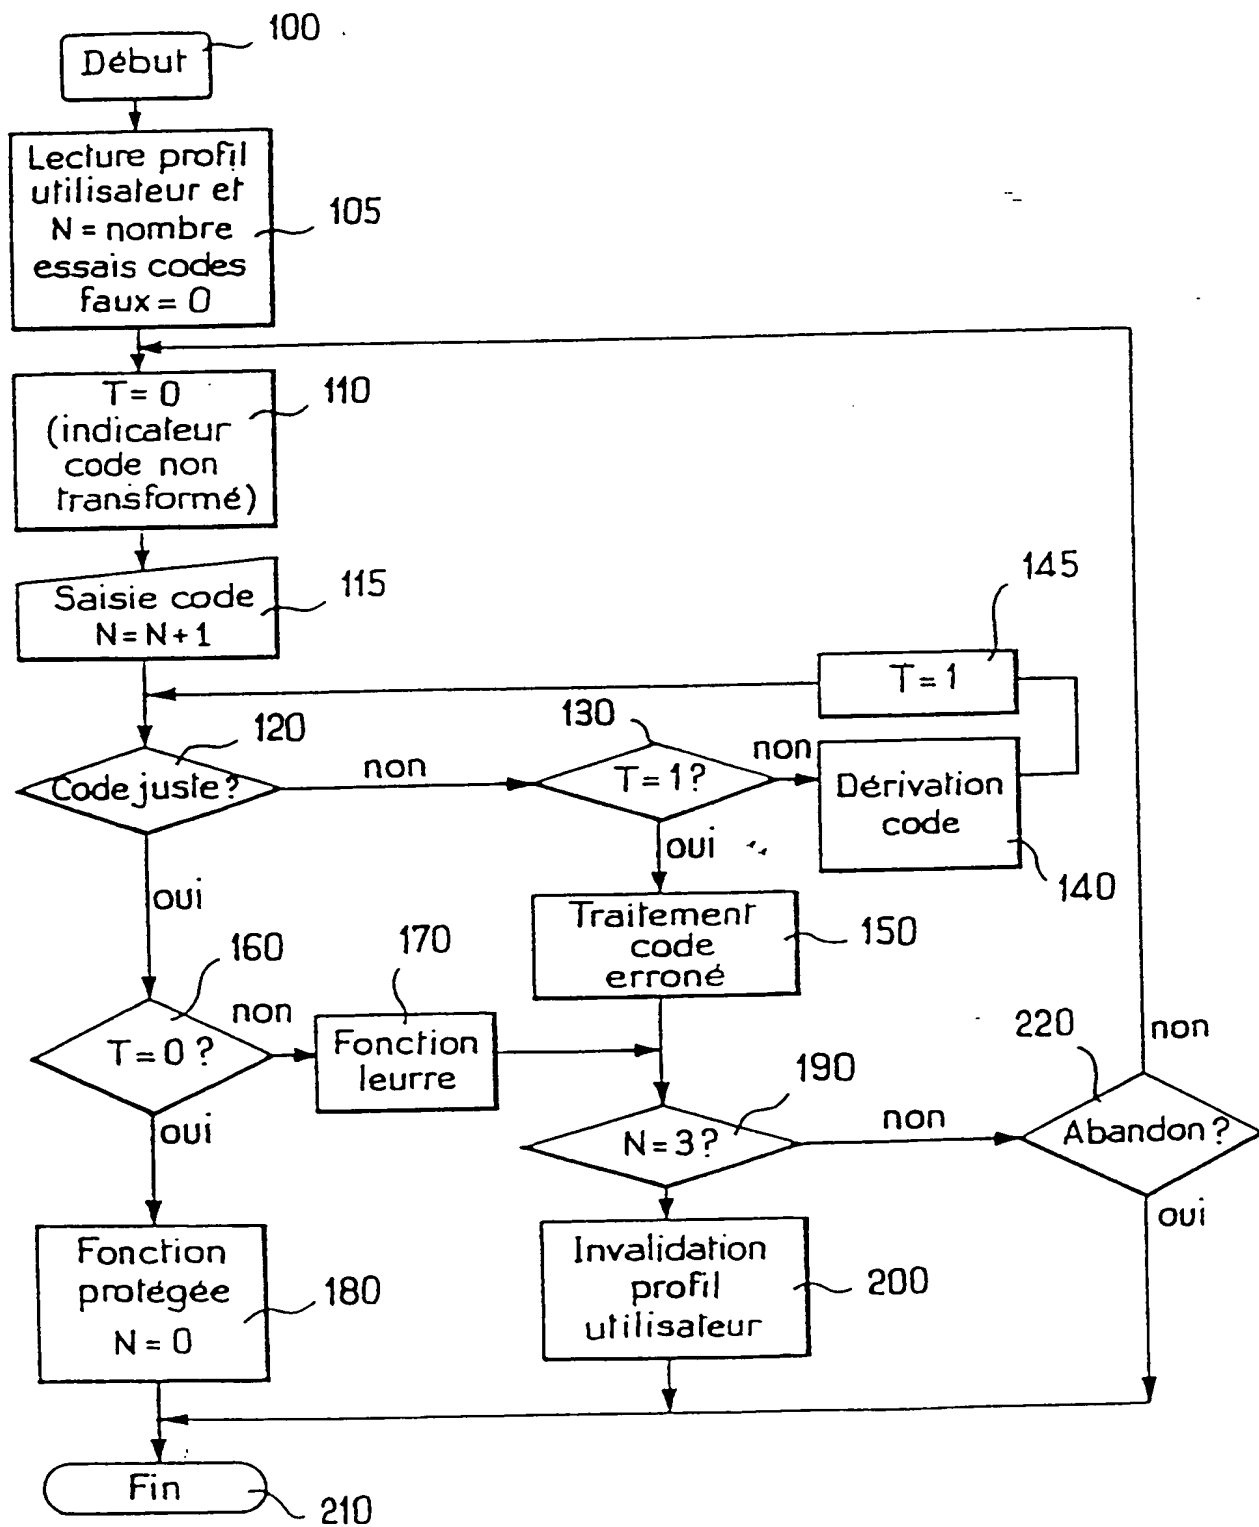 100
Début
Lecture profil
utilisateur et
N = nombre
essais codes
faux = 0
105
T = 0
(indicateur
code non
transformé)
110
Saisie code
N = N + 1
115
145
T = 1
120
Code juste ?
non
130
T = 1 ?
non
Dérivation
code
140
oui
oui
Traitement
code
erroné
150
160
T = 0 ?
non
170
Fonction
leurre
oui
190
N = 3 ?
non
220
Abandon ?
non
oui
Fonction
protégée
N = 0
180
Invalidation
profil
utilisateur
200
Fin
210